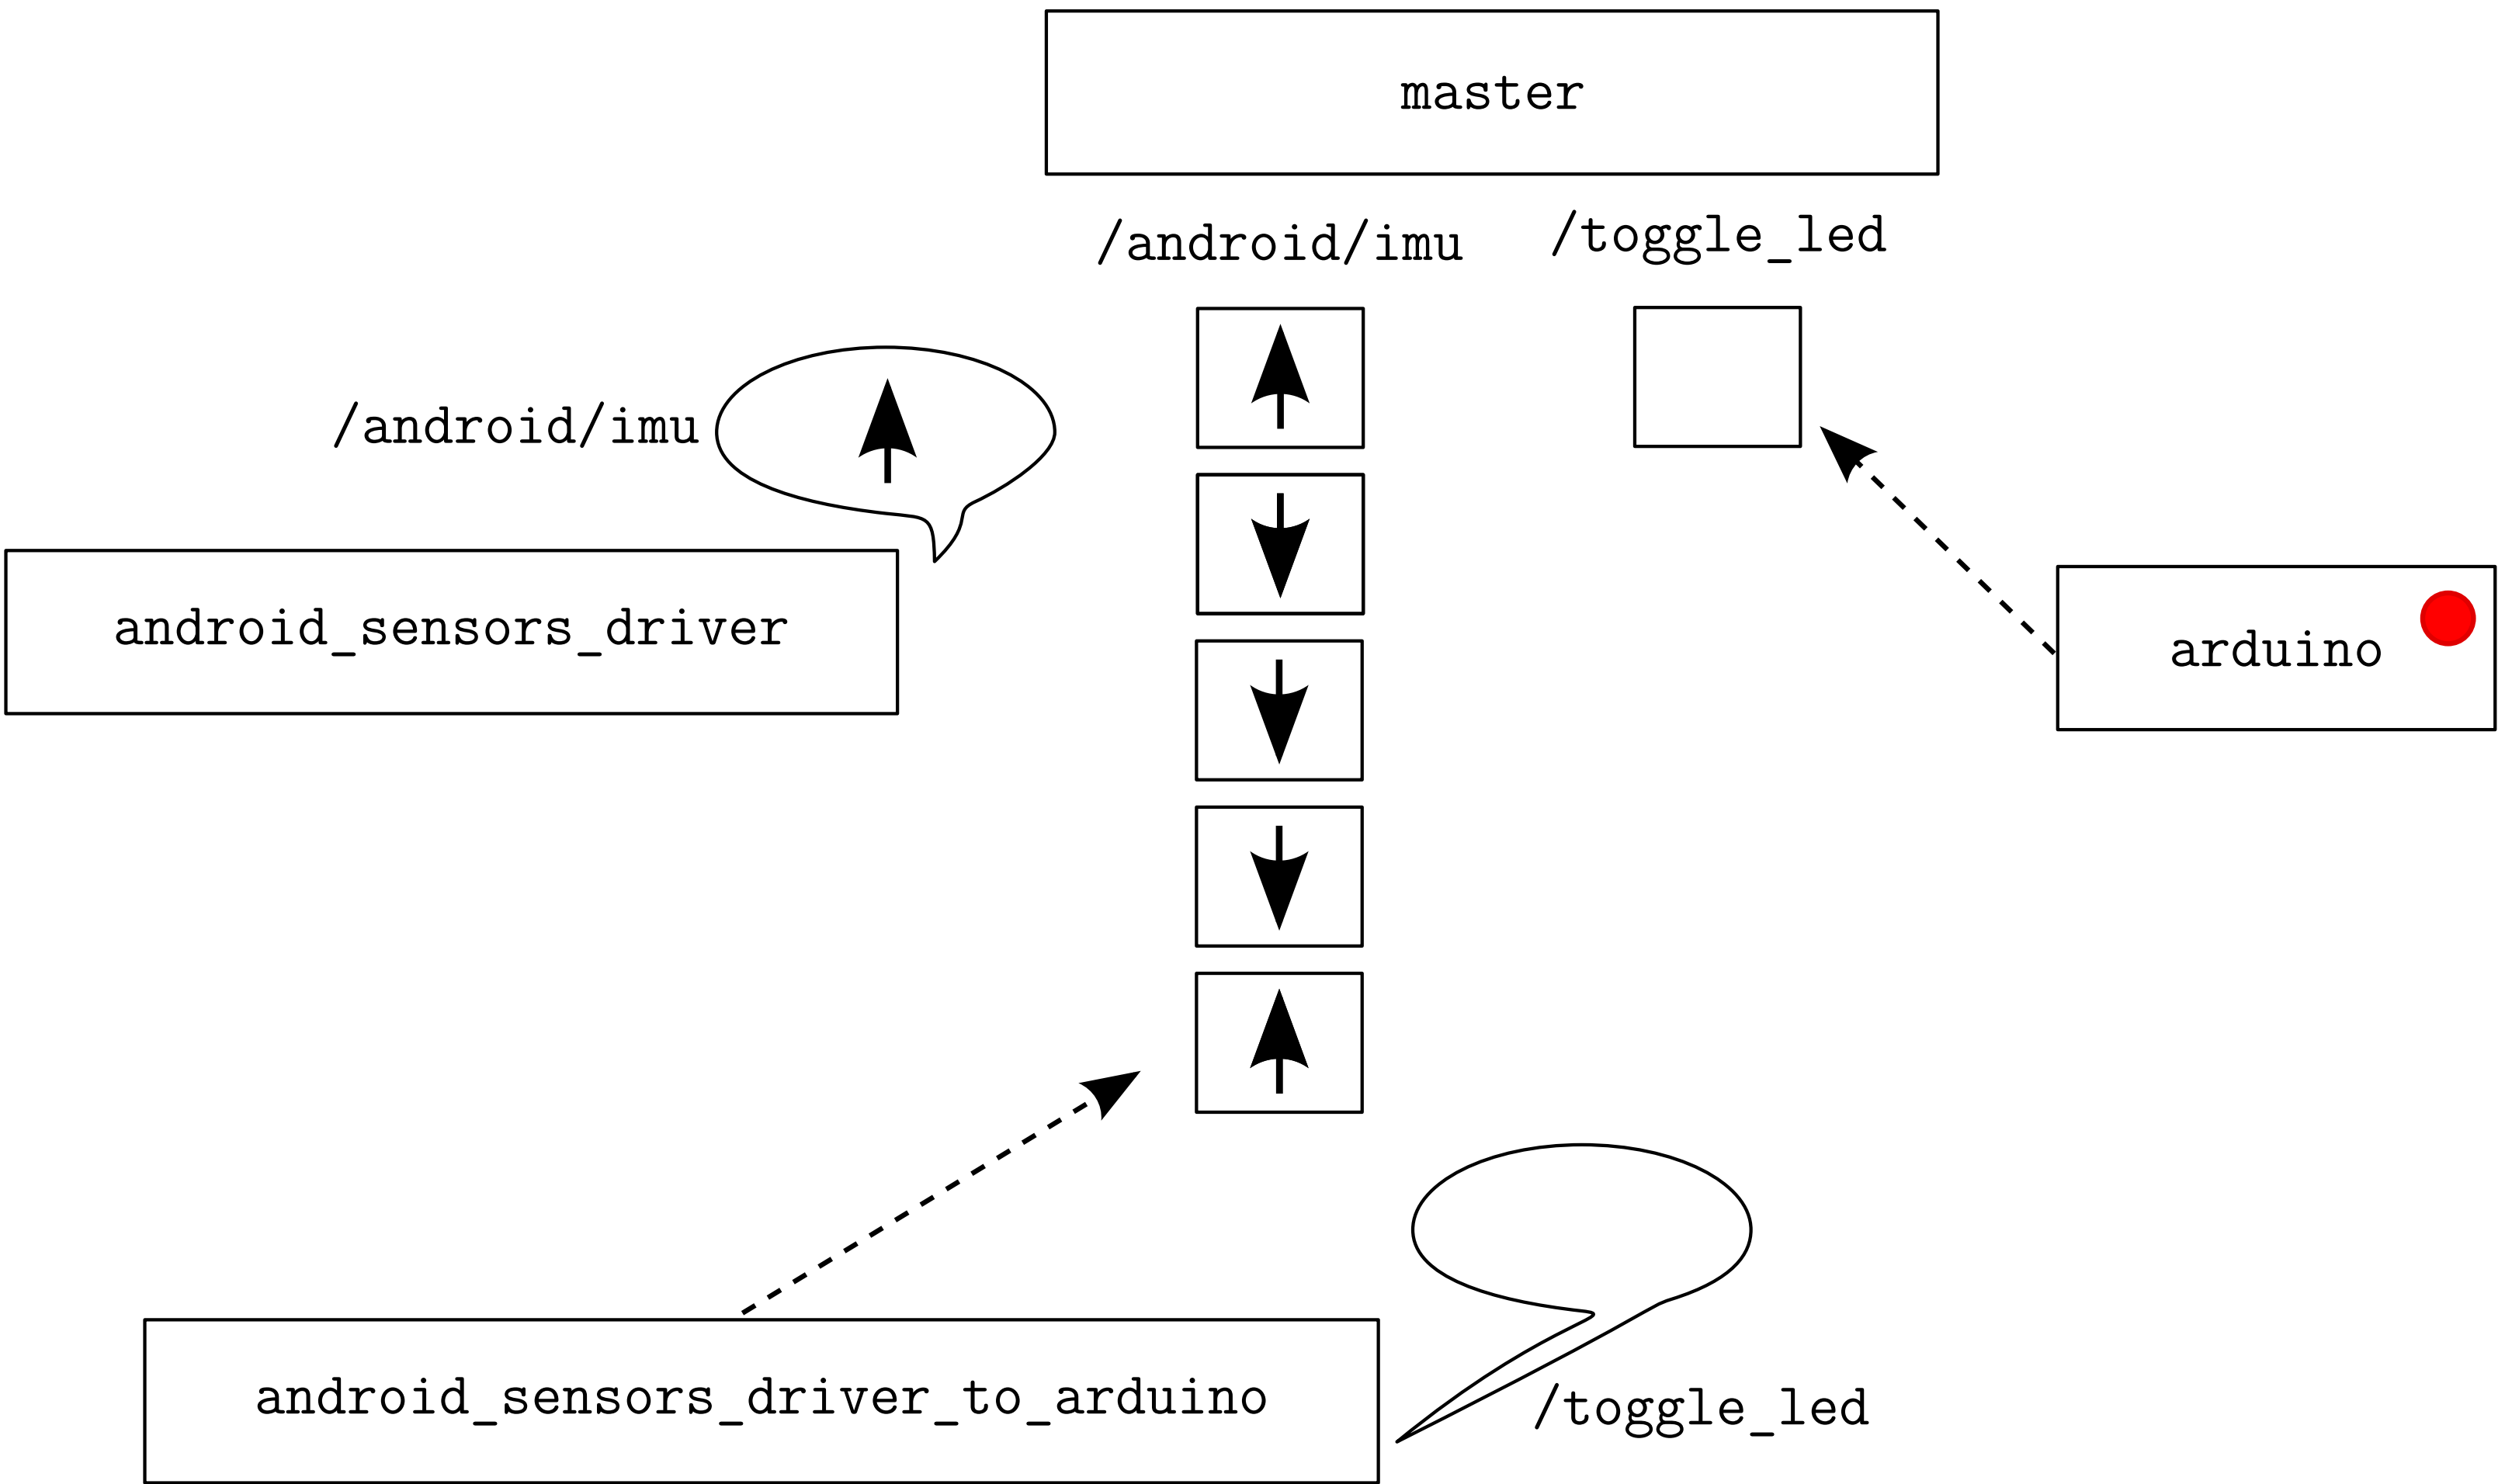 master
/android/imu
/toggle_led
/android/imu
android_sensors_driver
arduino
android_sensors_driver_to_arduino
/toggle_led